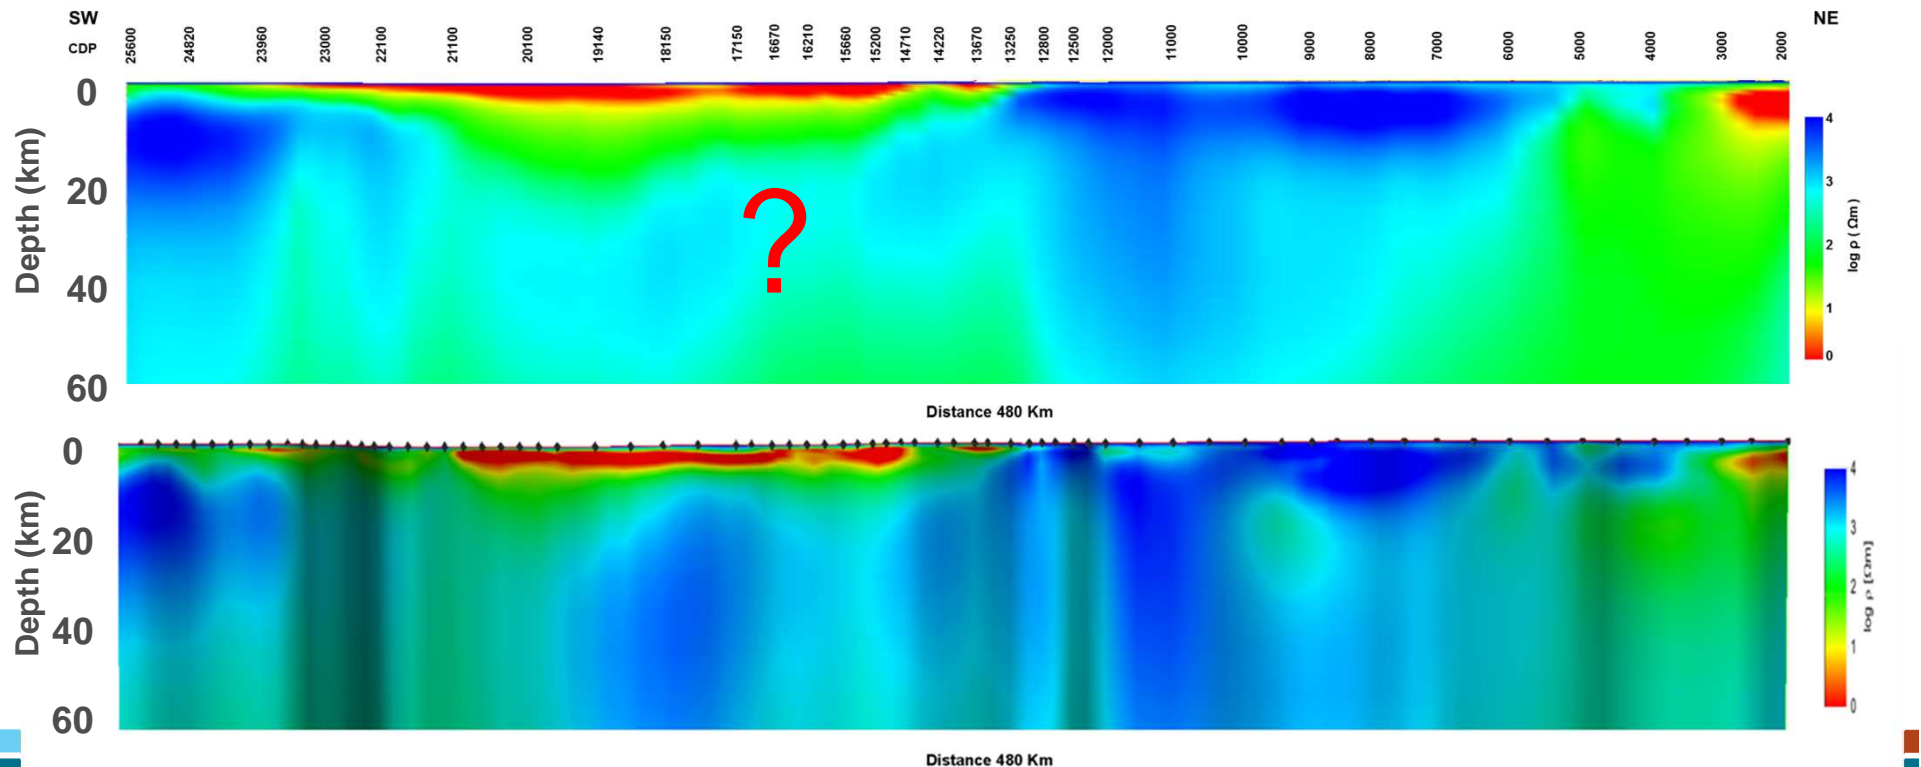 SW
NE
CDP
25600 24820 23960 23000 22100 21100 20100 19140 18150 17150 16670 16210 15660 15200 14710 14220 13670 13250 12800 12500 12000 11000 10000 9000 8000 7000 6000 5000 4000 3000 2000
Depth (km)
0
20
40
60
?
4
3
2
1
0
log ρ ( Ωm )
Distance 480 Km
Depth (km)
0
20
40
60
4
3
2
1
0
log ρ [Ωm]
Distance 480 Km